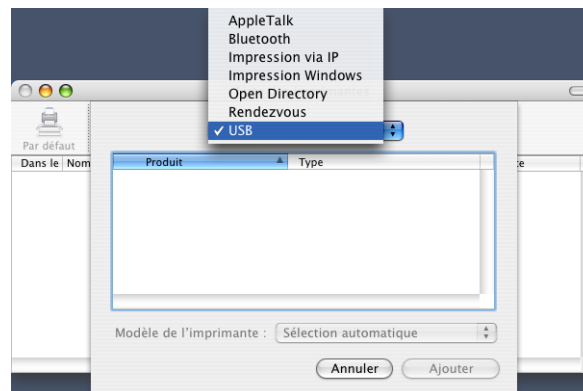 AppleTalk
Bluetooth
Impression via IP
Impression Windows
Open Directory
Rendezvous
✓ USB
Par défaut
Dans le Nom
Produit Type
Modèle de l'imprimante : Sélection automatique
Annuler Ajouter